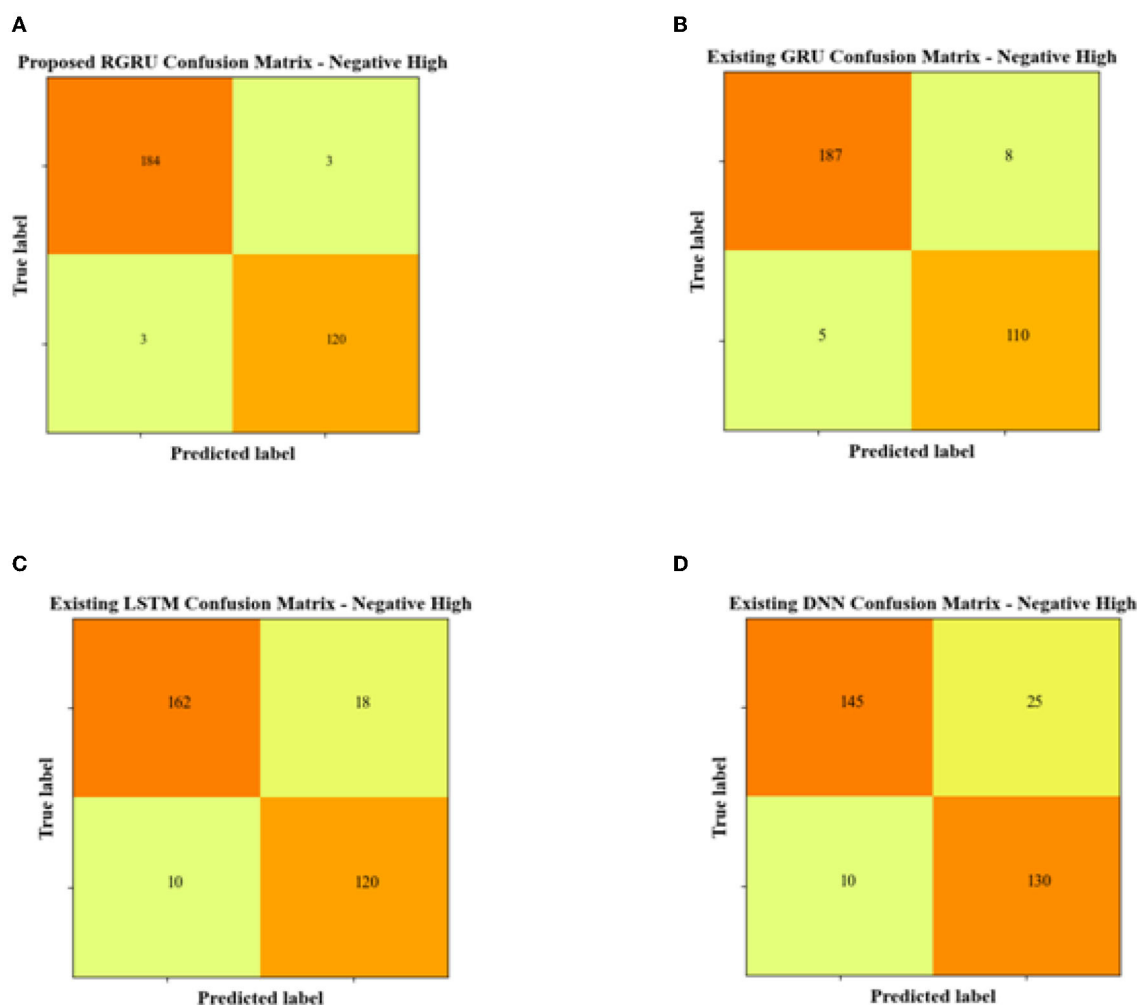 A
Proposed RGRU Confusion Matrix - Negative High
184
3
3
120
True label
Predicted label
B
Existing GRU Confusion Matrix - Negative High
187
8
5
110
True label
Predicted label
C
Existing LSTM Confusion Matrix - Negative High
162
18
10
120
True label
Predicted label
D
Existing DNN Confusion Matrix - Negative High
145
25
10
130
True label
Predicted label